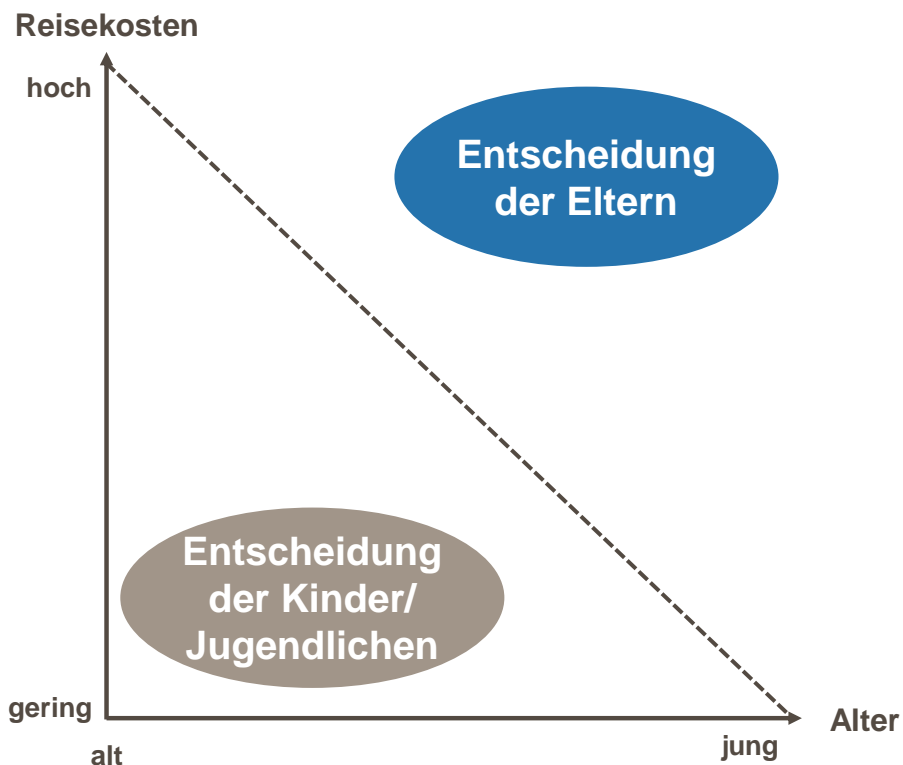 Reisekosten
hoch
Entscheidung
der Eltern
Entscheidung
der Kinder/
Jugendlichen
gering
Alter
jung
alt